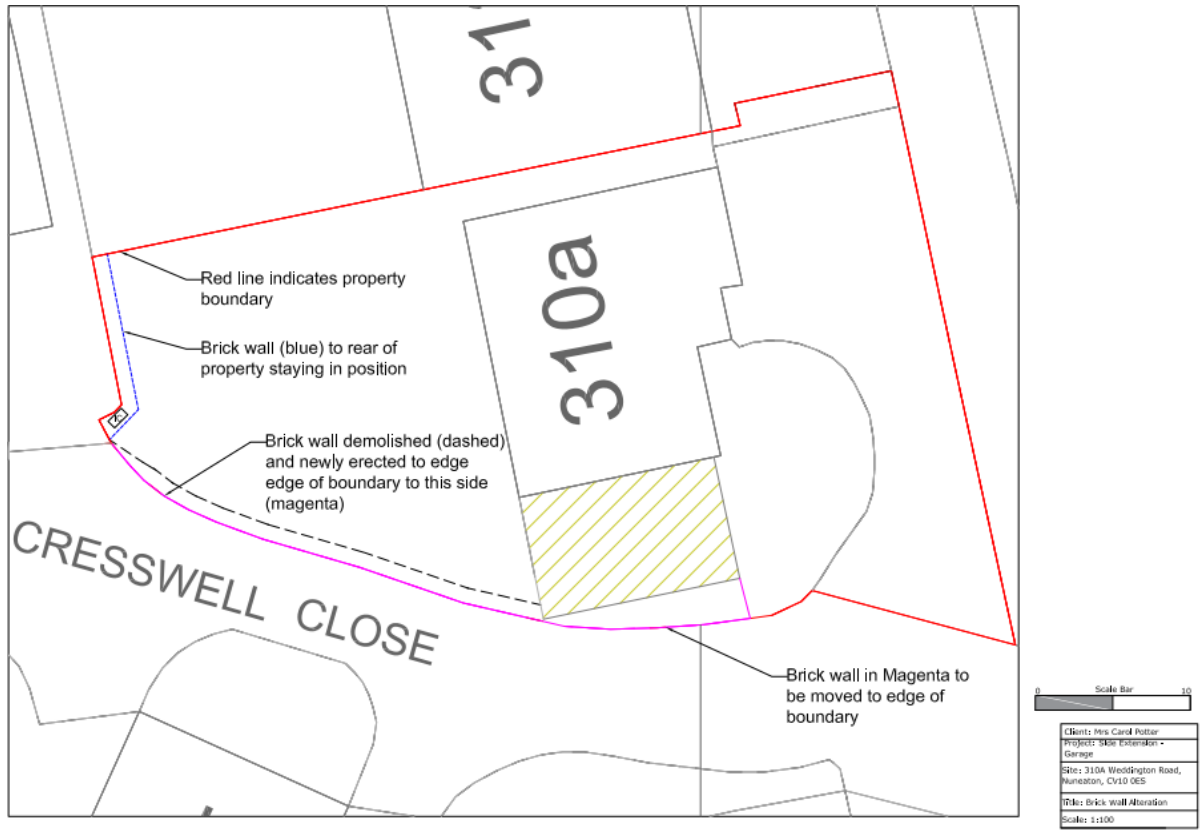 31
310a
Red line indicates property
boundary
Brick wall (blue) to rear of
property staying in position
Brick wall demolished (dashed)
and newly erected to edge
edge of boundary to this side
(magenta)
CRESSWELL CLOSE
Brick wall in Magenta to
be moved to edge of
boundary
0 Scale Bar 10
Client: Mrs Carol Potter
Project: Side Extension -
Garage
Site: 310A Weddington Road,
Nuneaton, CV10 0ES
Title: Brick Wall Alteration
Scale: 1:100